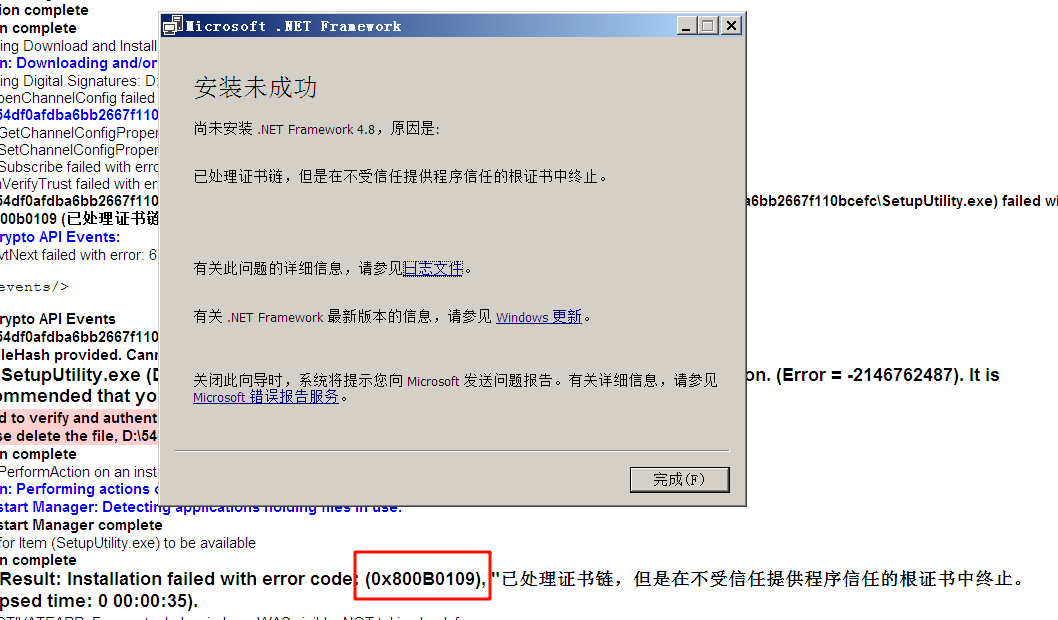 ion complete
n complete
ing Download and Install
n: Downloading and/or
ing Digital Signatures: D:
penChannelConfig failed
54df0afdba6bb2667f110
GetChannelConfigProper
SetChannelConfigProper
Subscribe failed with erro
nVerifyTrust failed with er
54df0afdba6bb2667f110
a6bb2667f110bcefc\SetupUtility.exe) failed wi
00b0109 (已处理证书链
rypto API Events:
vtNext failed with error: 6
events/>
rypto API Events
54df0afdba6bb2667f110
leHash provided. Cann
SetupUtility.exe (D
on. (Error = -2146762487). It is
ommended that yo
d to verify and authent
se delete the file, D:\54
n complete
PerformAction on an inst
n: Performing actions o
start Manager: Detecting applications holding files in use.
start Manager complete
for Item (SetupUtility.exe) to be available
n complete
Result: Installation failed with error code: (0x800B0109), "已处理证书链，但是在不受信任提供程序信任的根证书中终止。
psed time: 0 00:00:35).
Microsoft .NET Framework
安装未成功
尚未安装 .NET Framework 4.8，原因是:
已处理证书链，但是在不受信任提供程序信任的根证书中终止。
有关此问题的详细信息，请参见日志文件。
有关 .NET Framework 最新版本的信息，请参见 Windows 更新。
关闭此向导时，系统将提示您向 Microsoft 发送问题报告。有关详细信息，请参见
Microsoft 错误报告服务。
完成(F)